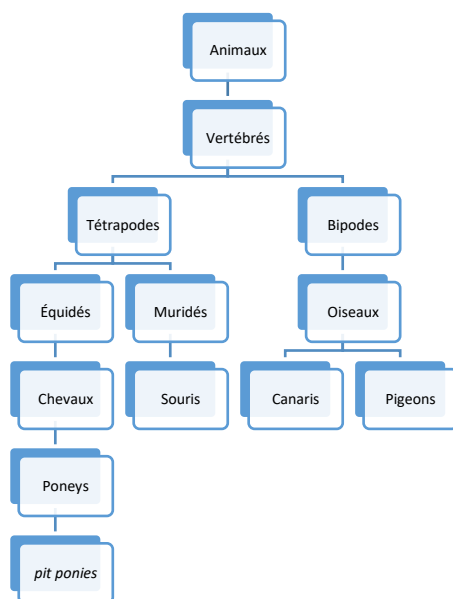 Animaux
Vertébrés
Tétrapodes
Bipodes
Équidés
Muridés
Oiseaux
Chevaux
Souris
Canaris
Pigeons
Poneys
pit ponies